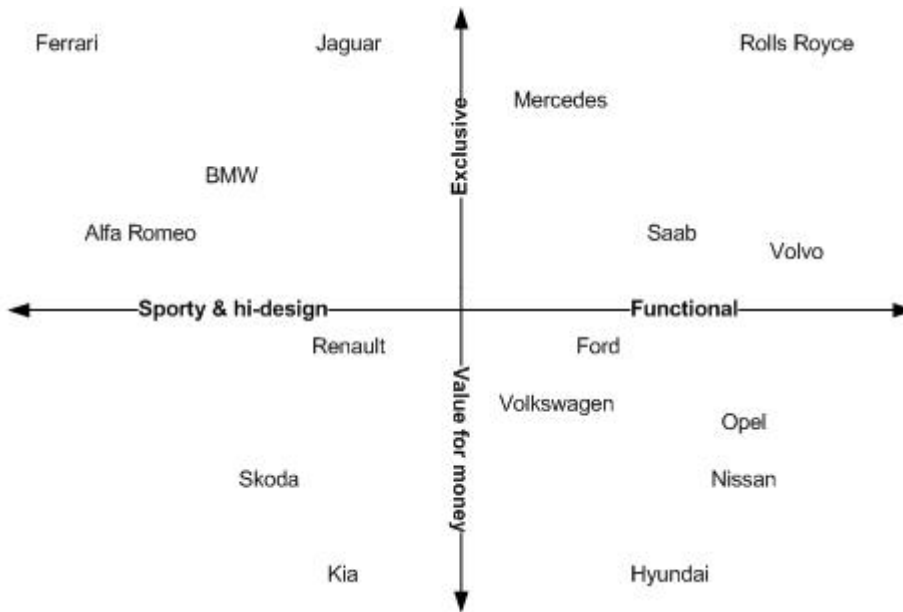 Ferrari
Jaguar
Rolls Royce
Mercedes
Exclusive
BMW
Alfa Romeo
Saab
Volvo
Sporty & hi-design
Functional
Renault
Ford
Value for money
Volkswagen
Opel
Skoda
Nissan
Kia
Hyundai